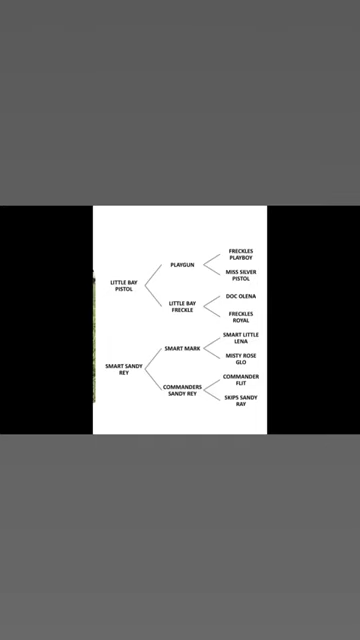 FRECKLES
PLAYBOY
PLAYGUN
MISS SILVER
PISTOL
LITTLE BAY
PISTOL
DOC OLENA
LITTLE BAY
FRECKLE
FRECKLES
ROYAL
SMART LITTLE
LENA
SMART MARK
MISTY ROSE
GLO
SMART SANDY
REY
COMMANDER
FLIT
COMMANDERS
SANDY REY
SKIPS SANDY
RAY